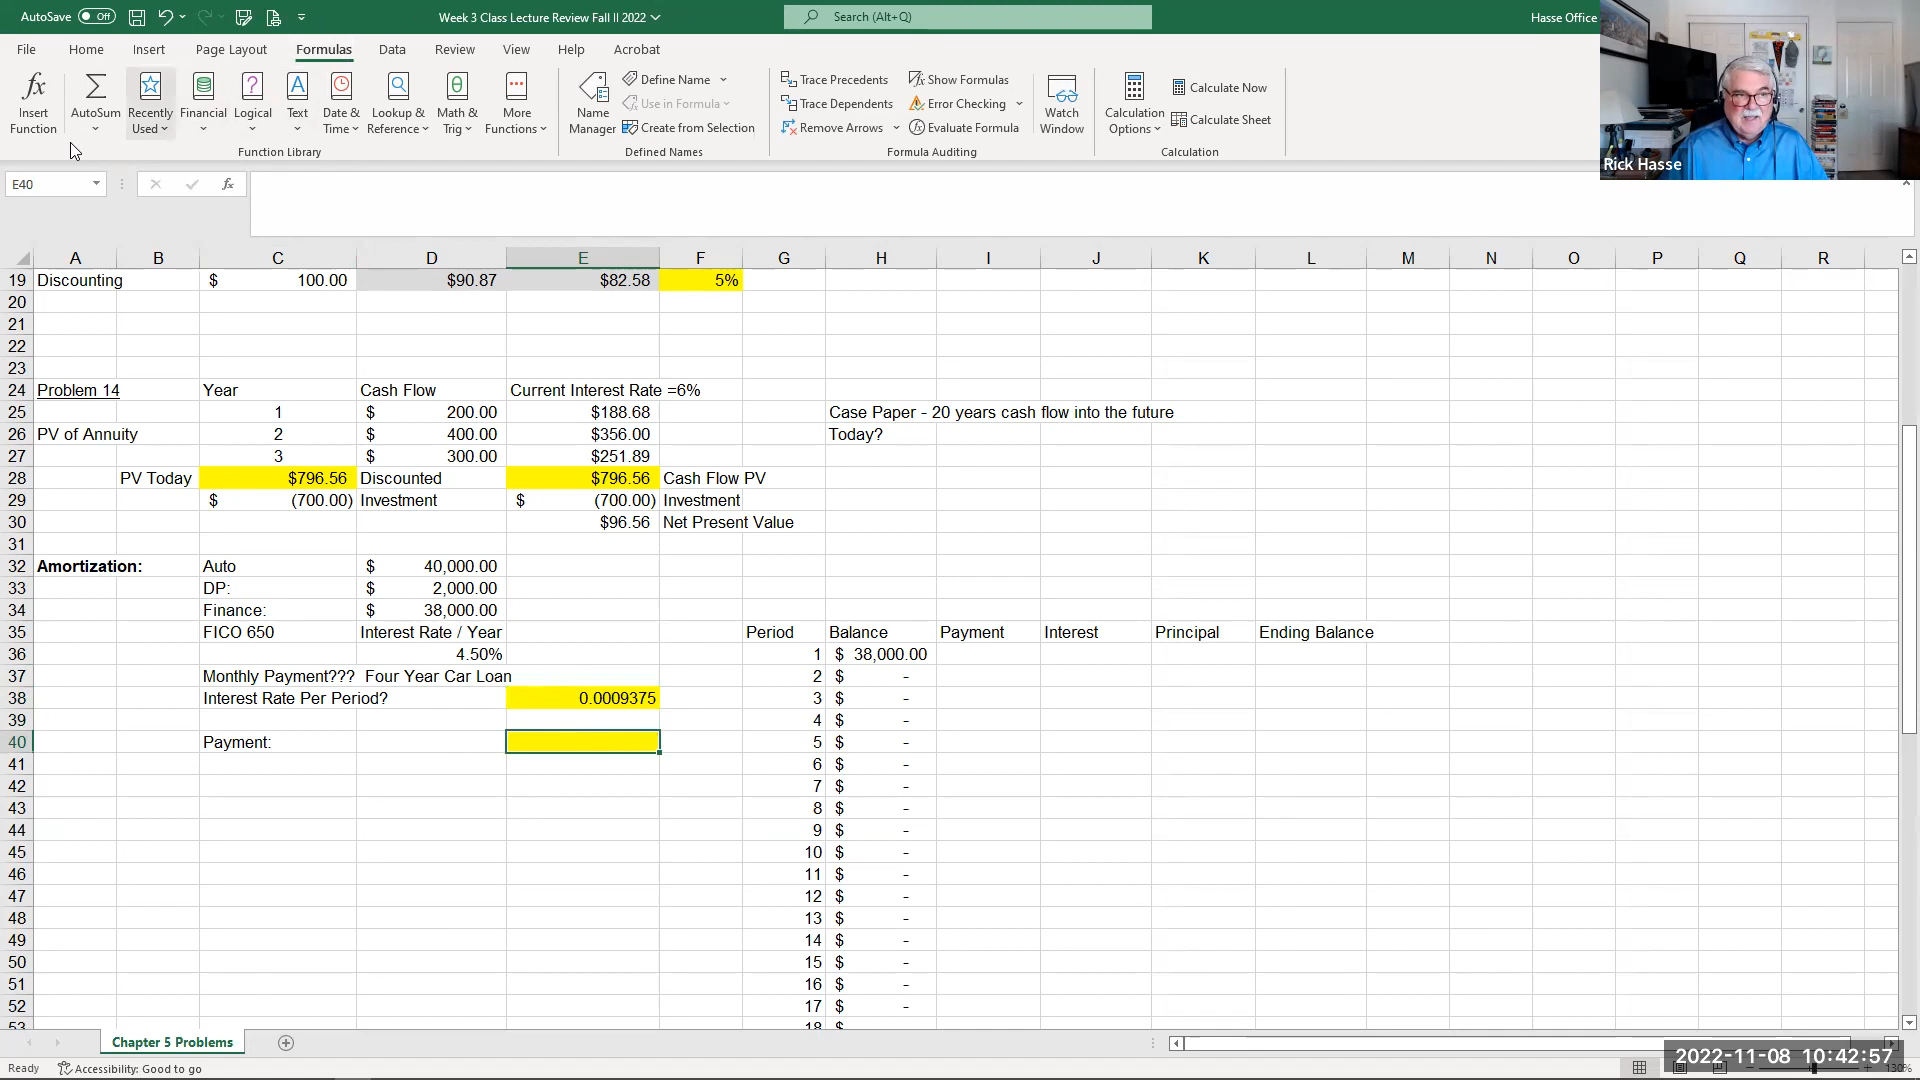 AutoSave Off
Week 3 Class Lecture Review Fall II 2022
Search (Alt+Q)
Hasse Office
File Home Insert Page Layout Formulas Data Review View Help Acrobat
Insert Function
AutoSum
Recently Used
Financial
Logical
Text
Date & Time
Lookup & Reference
Math & Trig
More Functions
Function Library
Name Manager
Define Name
Use in Formula
Create from Selection
Defined Names
Trace Precedents
Trace Dependents
Remove Arrows
Show Formulas
Error Checking
Evaluate Formula
Formula Auditing
Watch Window
Calculation Options
Calculate Now
Calculate Sheet
Calculation
Rick Hasse
E40 fx
A B C D E F G H I J K L M N O P Q R
19 Discounting $ 100.00 $90.87 $82.58 5%
20
21
22
23
24 Problem 14 Year Cash Flow Current Interest Rate =6%
25 1 $ 200.00 $188.68 Case Paper - 20 years cash flow into the future
26 PV of Annuity 2 $ 400.00 $356.00 Today?
27 3 $ 300.00 $251.89
28 PV Today $796.56 Discounted $796.56 Cash Flow PV
29 $ (700.00) Investment $ (700.00) Investment
30 $96.56 Net Present Value
31
32 Amortization: Auto $ 40,000.00
33 DP: $ 2,000.00
34 Finance: $ 38,000.00
35 FICO 650 Interest Rate / Year Period Balance Payment Interest Principal Ending Balance
36 4.50% 1 $ 38,000.00
37 Monthly Payment??? Four Year Car Loan 2 $ -
38 Interest Rate Per Period? 0.0009375 3 $ -
39 4 $ -
40 Payment: 5 $ -
41 6 $ -
42 7 $ -
43 8 $ -
44 9 $ -
45 10 $ -
46 11 $ -
47 12 $ -
48 13 $ -
49 14 $ -
50 15 $ -
51 16 $ -
52 17 $ -
53 18 $
Chapter 5 Problems
Ready Accessibility: Good to go
2022-11-08 10:42:57
130%